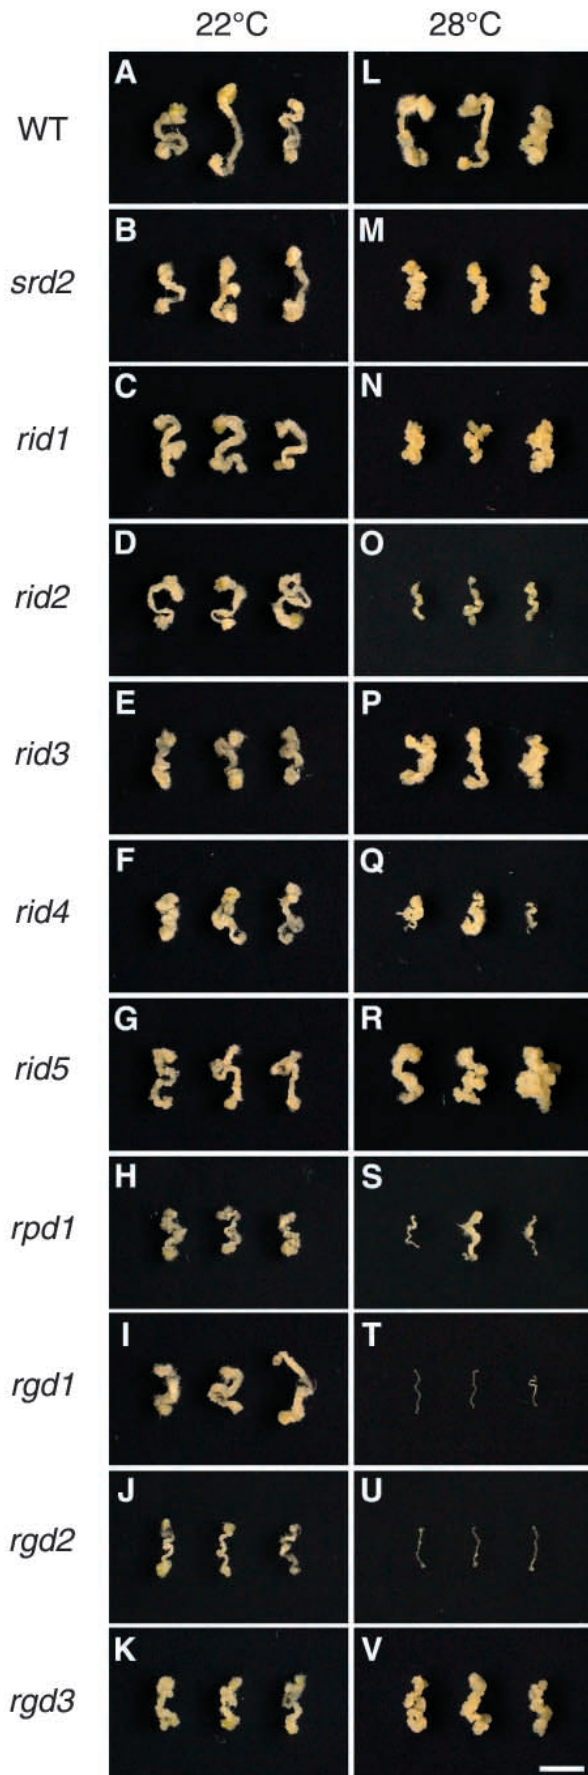 22°C 28°C
WT A L
srd2 B M
rid1 C N
rid2 D O
rid3 E P
rid4 F Q
rid5 G R
rpd1 H S
rgd1 I T
rgd2 J U
rgd3 K V